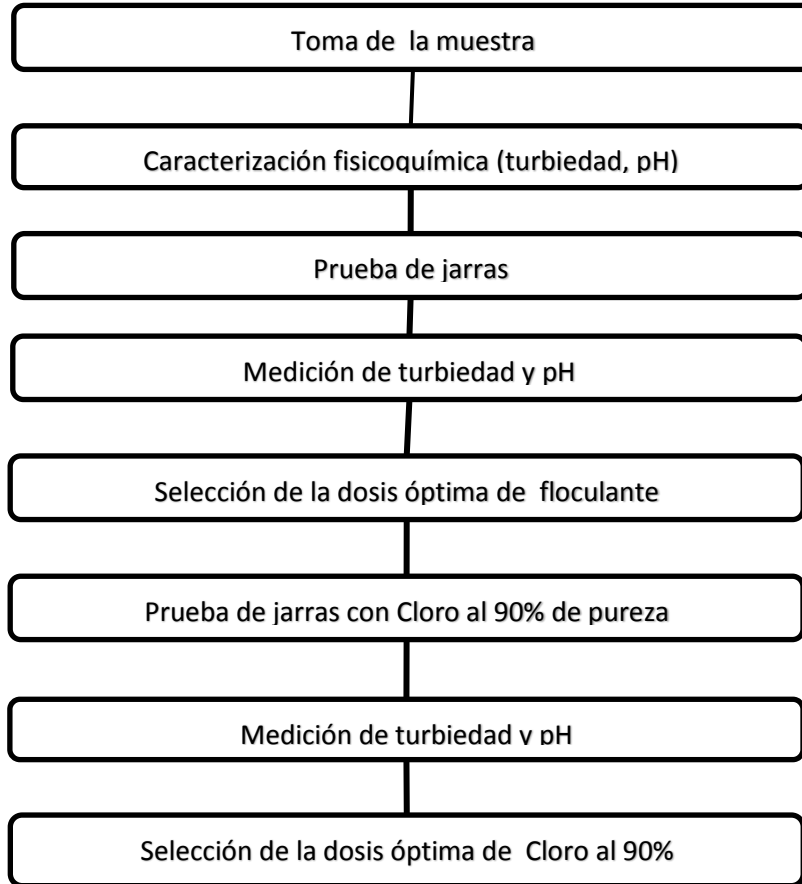 Toma de la muestra
Caracterización fisicoquímica (turbiedad, pH)
Prueba de jarras
Medición de turbiedad y pH
Selección de la dosis óptima de floculante
Prueba de jarras con Cloro al 90% de pureza
Medición de turbiedad y pH
Selección de la dosis óptima de Cloro al 90%